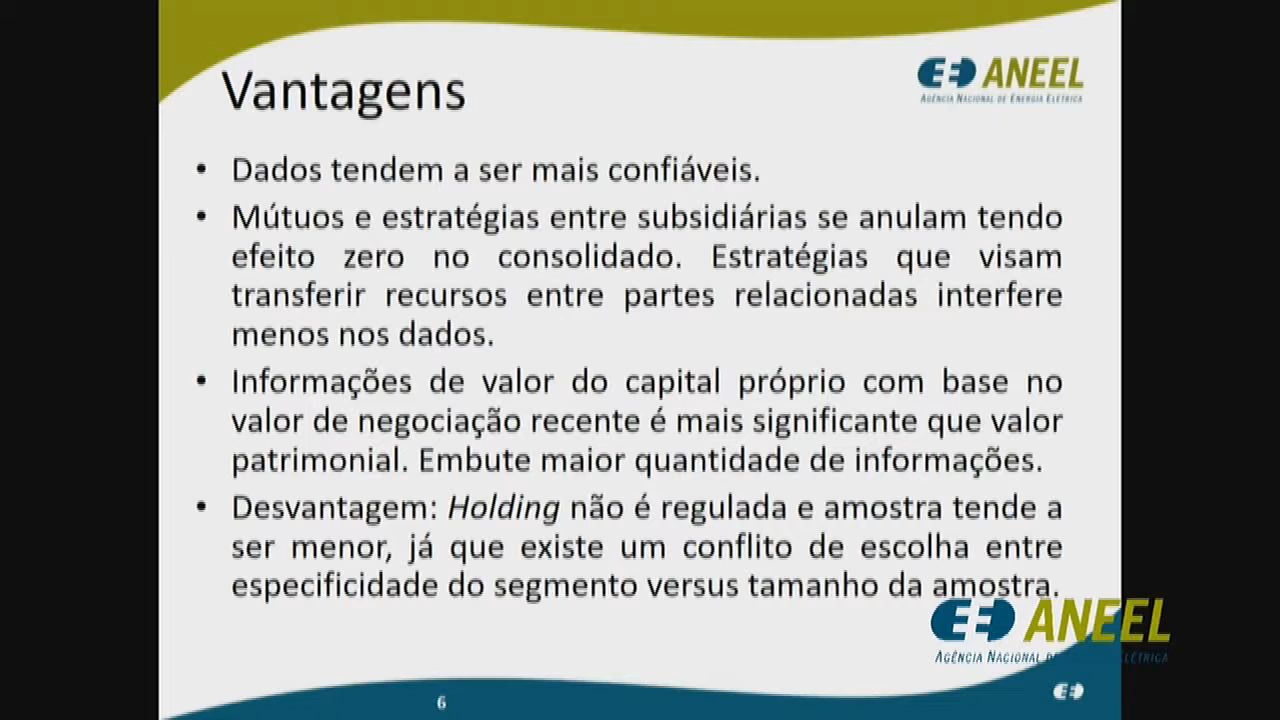 Vantagens
ANEEL
AGÊNCIA NACIONAL DE ENERGIA ELÉTRICA
• Dados tendem a ser mais confiáveis.
• Mútuos e estratégias entre subsidiárias se anulam tendo
efeito zero no consolidado. Estratégias que visam
transferir recursos entre partes relacionadas interfere
menos nos dados.
• Informações de valor do capital próprio com base no
valor de negociação recente é mais significante que valor
patrimonial. Embute maior quantidade de informações.
• Desvantagem: Holding não é regulada e amostra tende a
ser menor, já que existe um conflito de escolha entre
especificidade do segmento versus tamanho da amostra.
ANEEL
AGÊNCIA NACIONAL ELÉTRICA
6